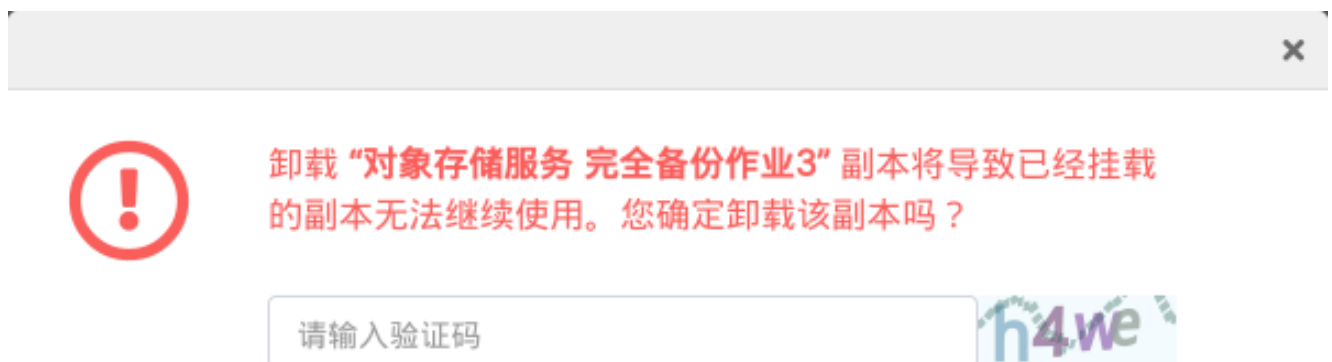 卸载 “对象存储服务 完全备份作业3” 副本将导致已经挂载
的副本无法继续使用。您确定卸载该副本吗？
请输入验证码
h4we